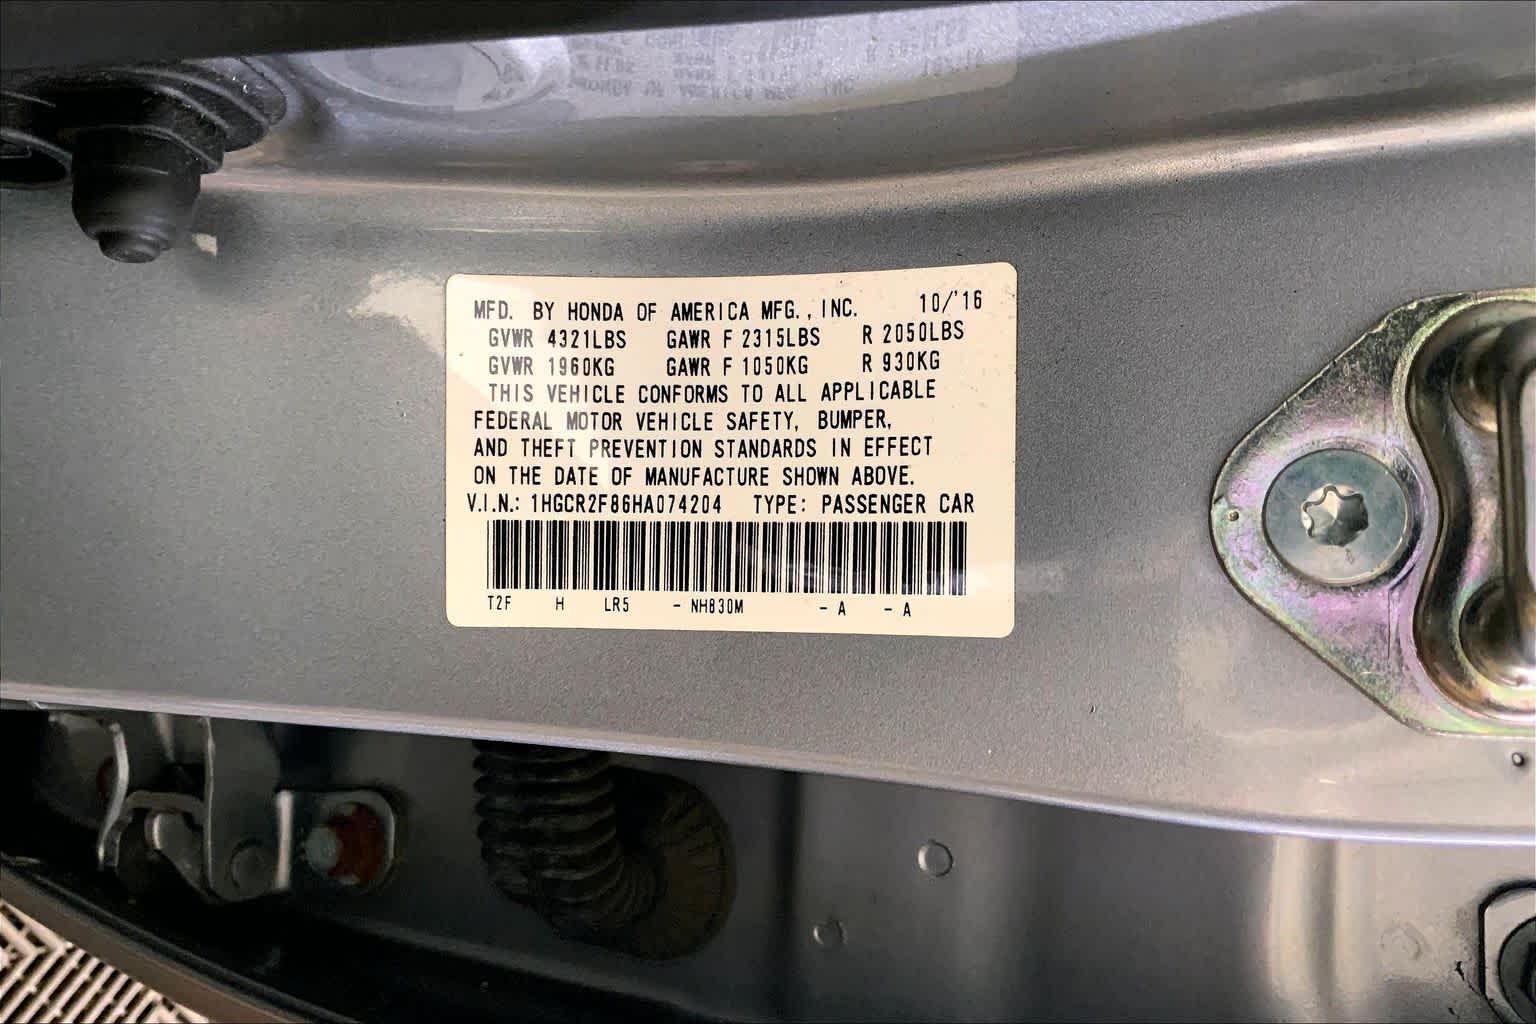 MFD. BY HONDA OF AMERICA MFG., INC. 10/'16
GVWR 4321LBS GAWR F 2315LBS R 2050LBS
GVWR 1960KG GAWR F 1050KG R 930KG
THIS VEHICLE CONFORMS TO ALL APPLICABLE
FEDERAL MOTOR VEHICLE SAFETY, BUMPER,
AND THEFT PREVENTION STANDARDS IN EFFECT
ON THE DATE OF MANUFACTURE SHOWN ABOVE.
V.I.N.: 1HGCR2F86HA074204 TYPE: PASSENGER CAR
T2F H LR5 - NH830M - A - A